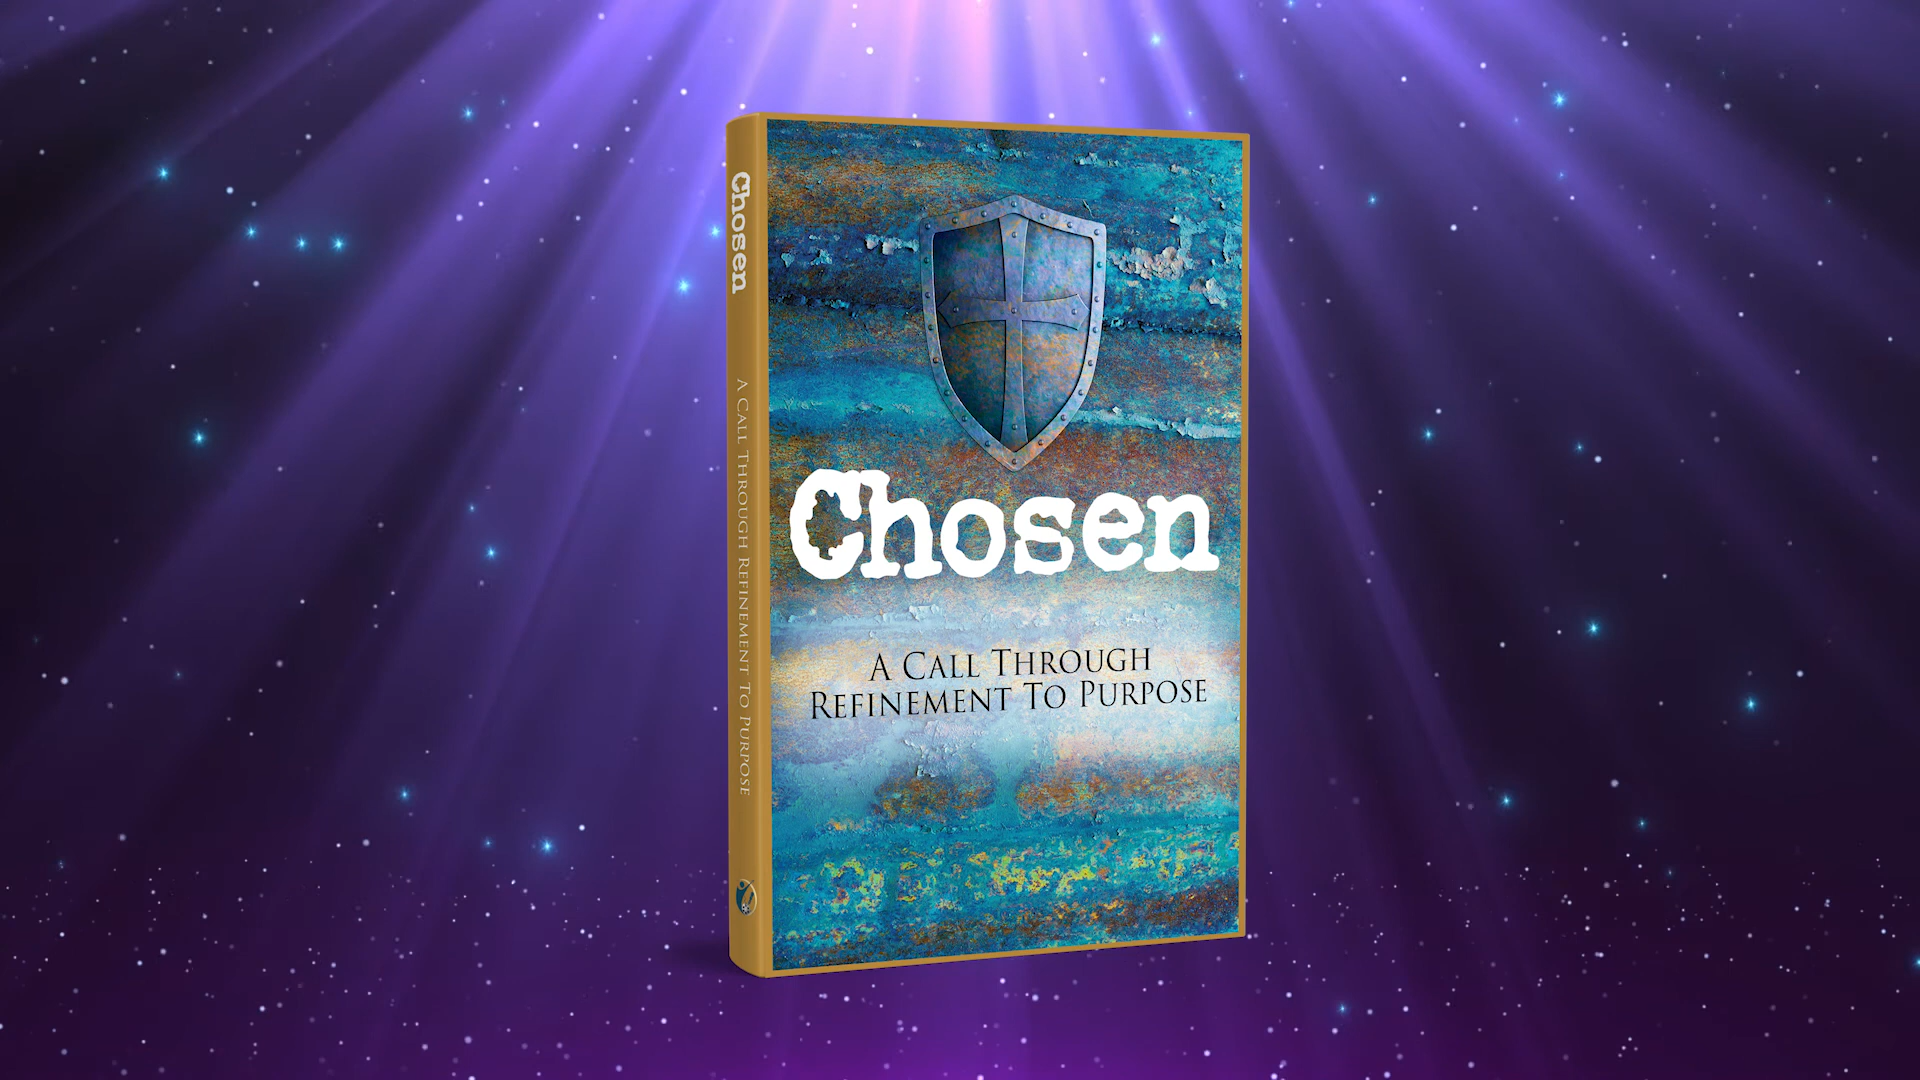 Chosen
A Call Through Refinement To Purpose
Chosen
A Call Through
Refinement To Purpose